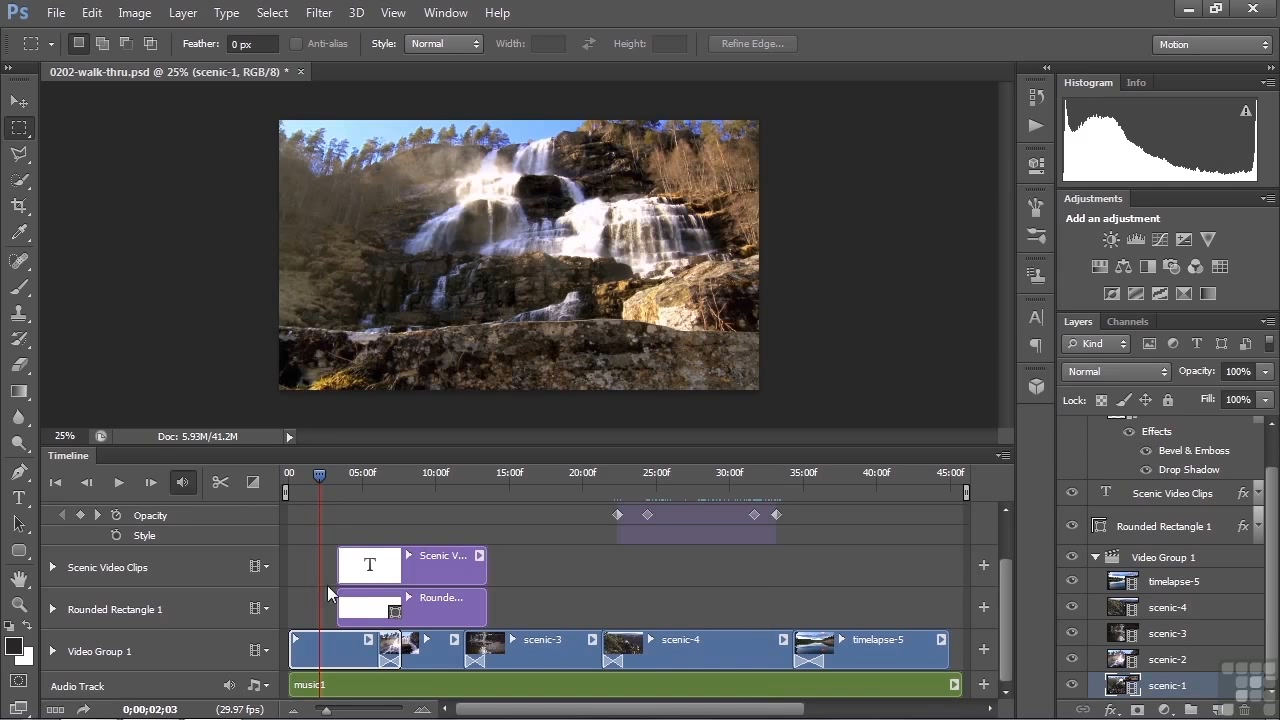 Ps File Edit Image Layer Type Select Filter 3D View Window Help
Feather: 0 px Anti-alias Style: Normal Width: Height: Refine Edge... Motion
0202-walk-thru.psd @ 25% (scenic-1, RGB/8) * ×
Histogram Info
Adjustments
Add an adjustment
Layers Channels
Kind
Normal Opacity: 100%
Lock: Fill: 100%
Effects
Bevel & Emboss
Drop Shadow
T Scenic Video Clips fx
Rounded Rectangle 1 fx
Video Group 1
timelapse-5
scenic-4
scenic-3
scenic-2
scenic-1
25% Doc: 5.93M/41.2M
Timeline
00 05:00f 10:00f 15:00f 20:00f 25:00f 30:00f 35:00f 40:00f 45:00f
Opacity
Style
Scenic Video Clips T Scenic V...
Rounded Rectangle 1 Rounde...
Video Group 1 scenic-3 scenic-4 timelapse-5
Audio Track music1
0;00;02;03 (29.97 fps)